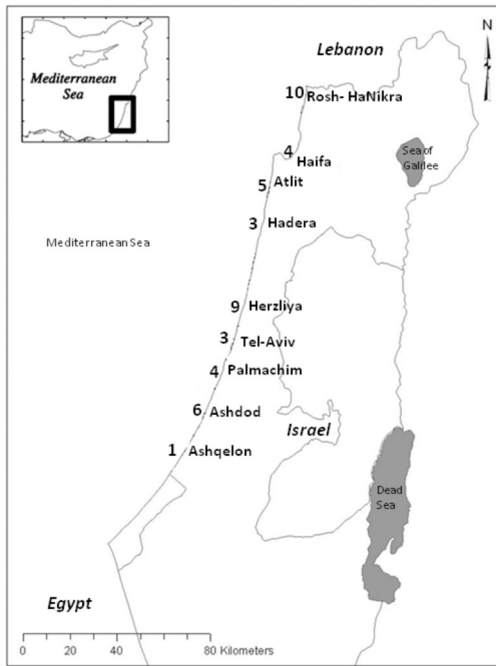 Mediterranean
Sea
Lebanon
N
10 Rosh- HaNikra
4 Haifa
Sea of
Galilee
5 Atlit
3 Hadera
Mediterranean Sea
9 Herzliya
3 Tel-Aviv
4 Palmachim
6 Ashdod
Israel
1 Ashqelon
Dead
Sea
Egypt
0 20 40 80 Kilometers